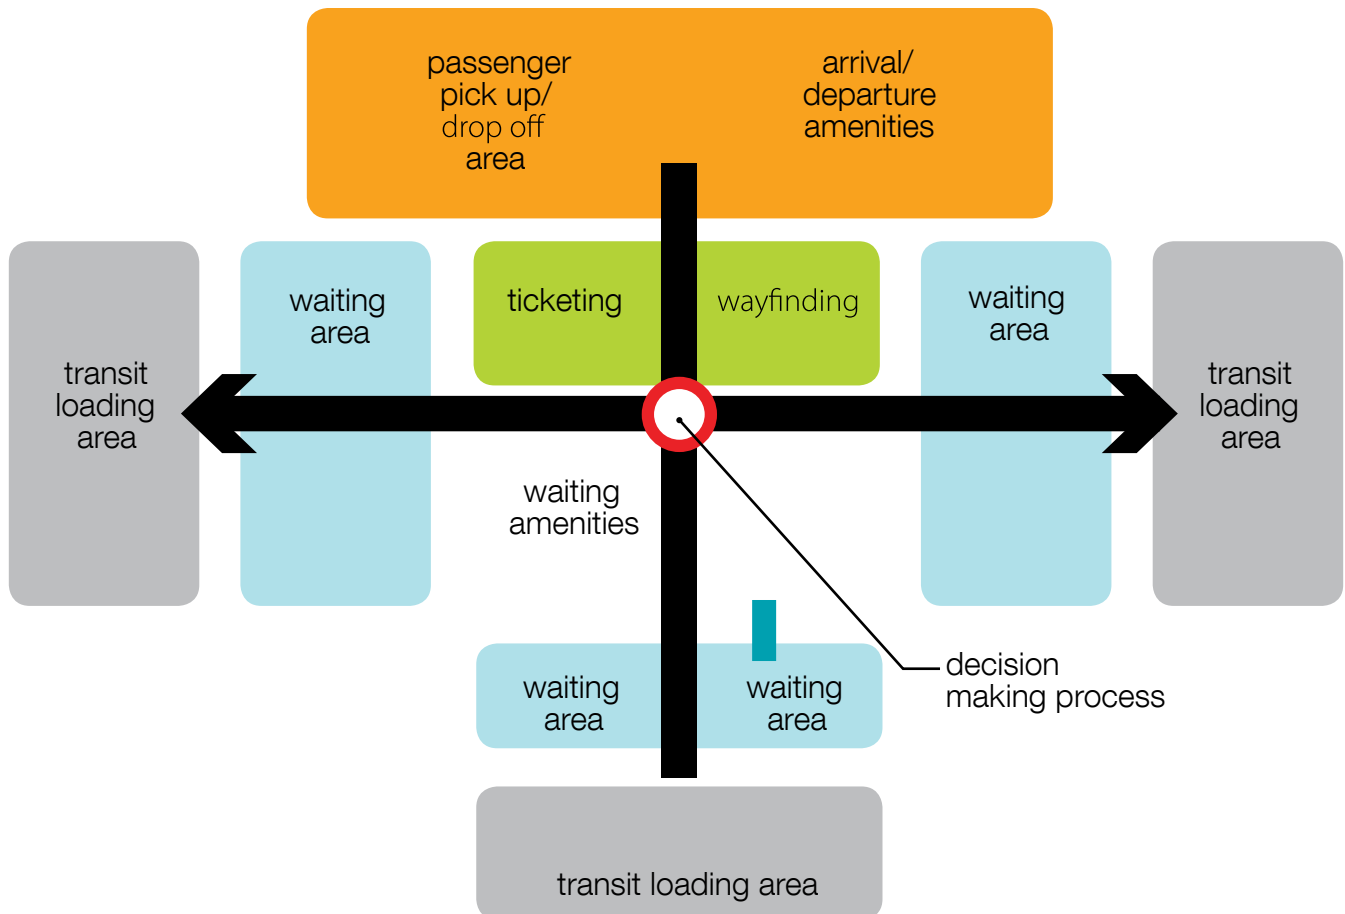 passenger
pick up/
drop off
area
arrival/
departure
amenities
transit
loading
area
waiting
area
ticketing
wayfinding
waiting
area
transit
loading
area
waiting
amenities
waiting
area
waiting
area
decision
making process
transit loading area